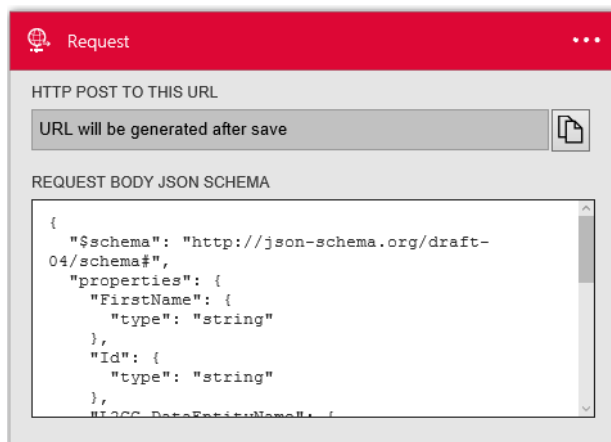 Request
HTTP POST TO THIS URL
URL will be generated after save
REQUEST BODY JSON SCHEMA
{
"$schema": "http://json-schema.org/draft-
04/schema#",
"properties": {
"FirstName": {
"type": "string"
},
"Id": {
"type": "string"
},